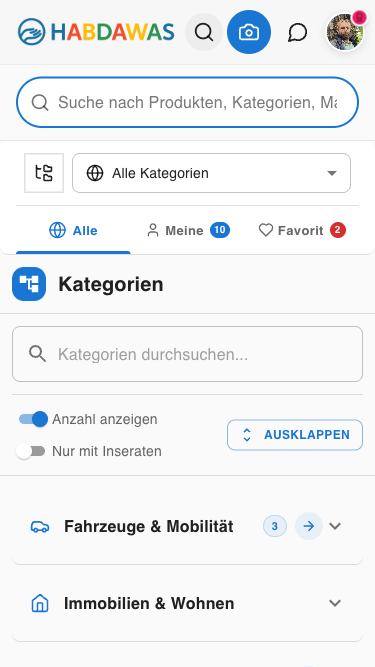 HABDAWAS
Suche nach Produkten, Kategorien, Ma
Alle Kategorien
Alle
Meine 10
Favorit 2
Kategorien
Kategorien durchsuchen...
Anzahl anzeigen
Nur mit Inseraten
AUSKLAPPEN
Fahrzeuge & Mobilität 3
Immobilien & Wohnen